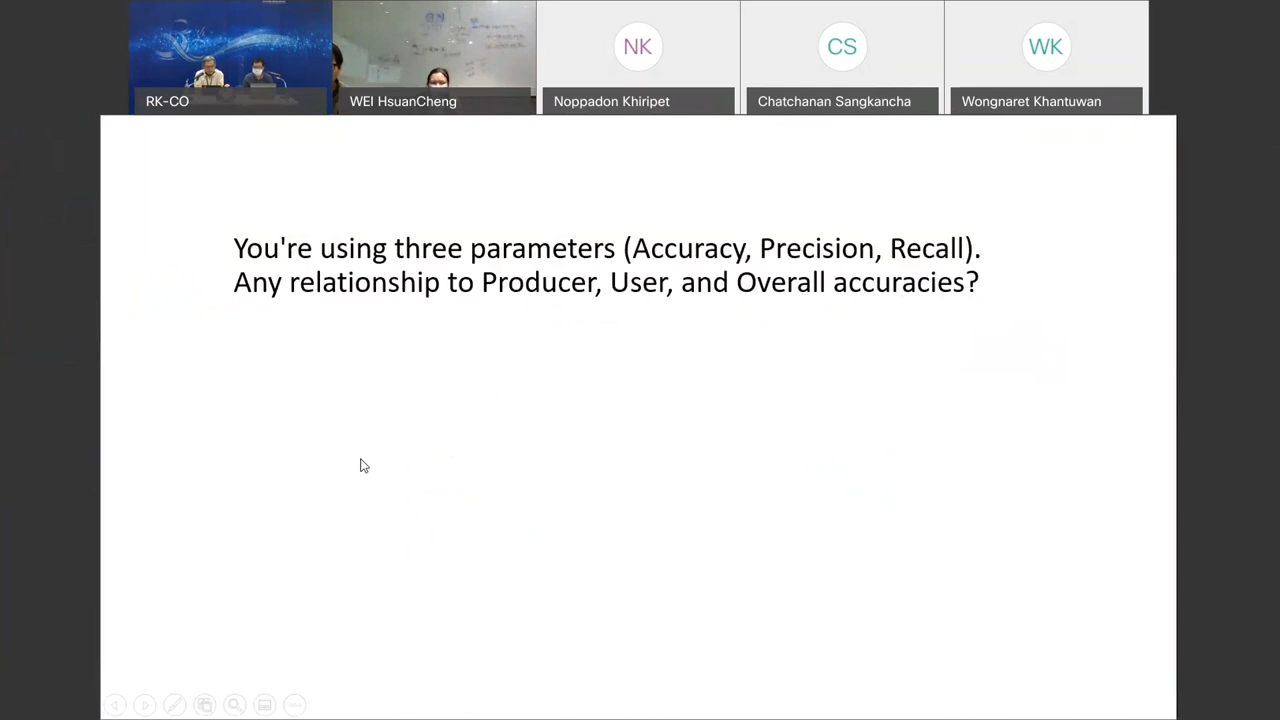 RK-CO
WEI HsuanCheng
NK
Noppadon Khiripet
CS
Chatchanan Sangkancha
WK
Wongnaret Khantuwan
You're using three parameters (Accuracy, Precision, Recall).
Any relationship to Producer, User, and Overall accuracies?